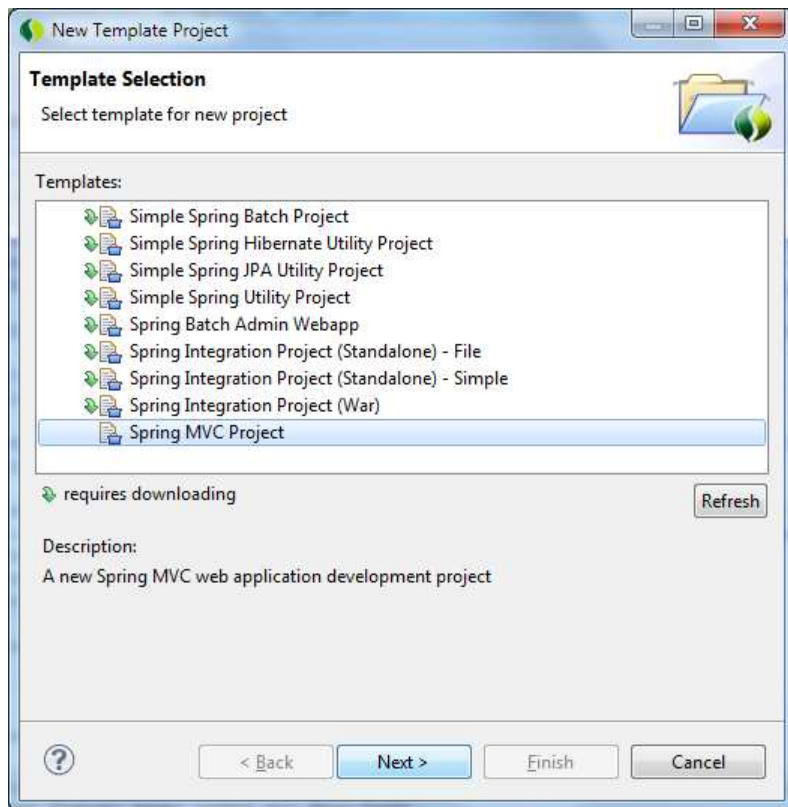 New Template Project
Template Selection
Select template for new project
Templates:
Simple Spring Batch Project
Simple Spring Hibernate Utility Project
Simple Spring JPA Utility Project
Simple Spring Utility Project
Spring Batch Admin Webapp
Spring Integration Project (Standalone) - File
Spring Integration Project (Standalone) - Simple
Spring Integration Project (War)
Spring MVC Project
requires downloading
Refresh
Description:
A new Spring MVC web application development project
? < Back Next > Finish Cancel